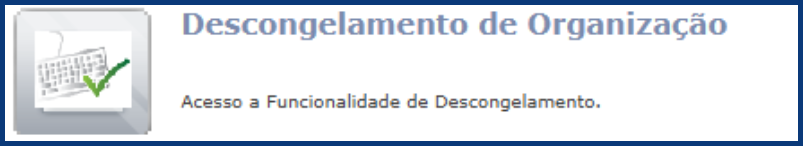 Descongelamento de Organização
Acesso a Funcionalidade de Descongelamento.